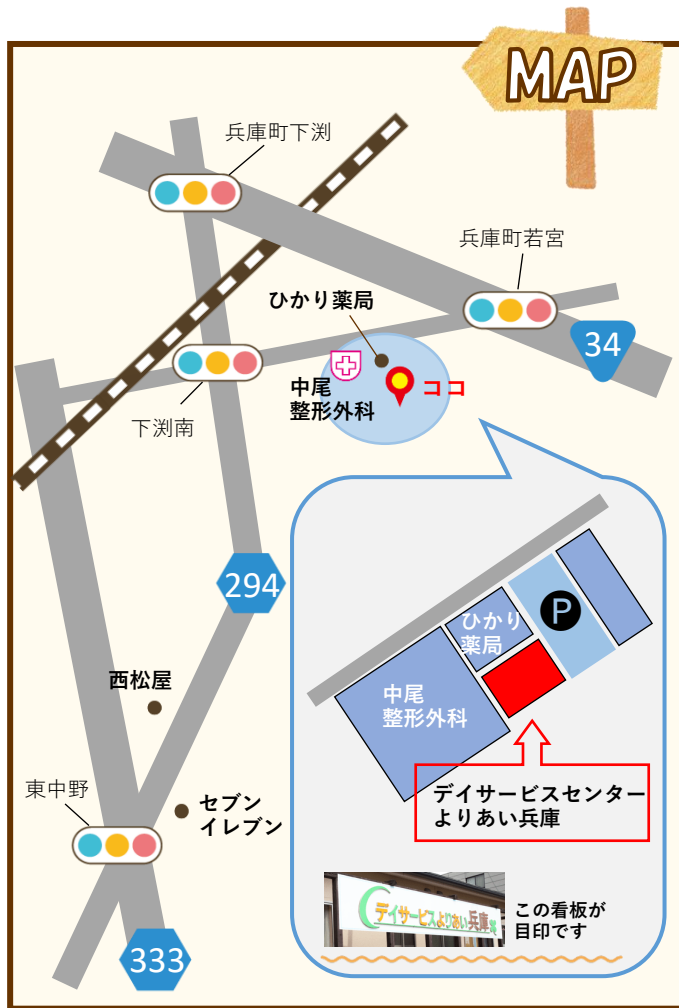 MAP
兵庫町下渕
兵庫町若宮
34
ひかり薬局
中尾
整形外科
ココ
下渕南
294
西松屋
東中野
セブン
イレブン
333
P
ひかり
薬局
中尾
整形外科
デイサービスセンター
よりあい兵庫
デイサービスよりあい兵庫
この看板が
目印です